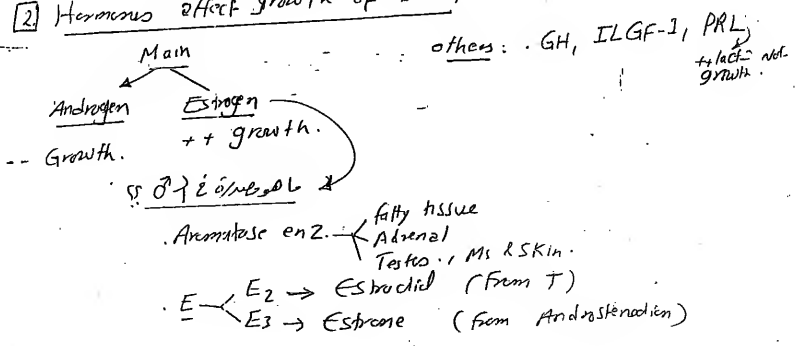 [2] Hormones affect growth of
Main
others : . GH, ILGF-1, PRL
++ lact= not
growth .
Androgen Estrogen
++ growth .
-- Growth .
؟؟ ♂
. Aromatase enz.
fatty tissue
Adrenal
Testes ., Ms & Skin .
. E
E2 → Estradiol (From T)
E3 → Estrone (From Androstenodien)